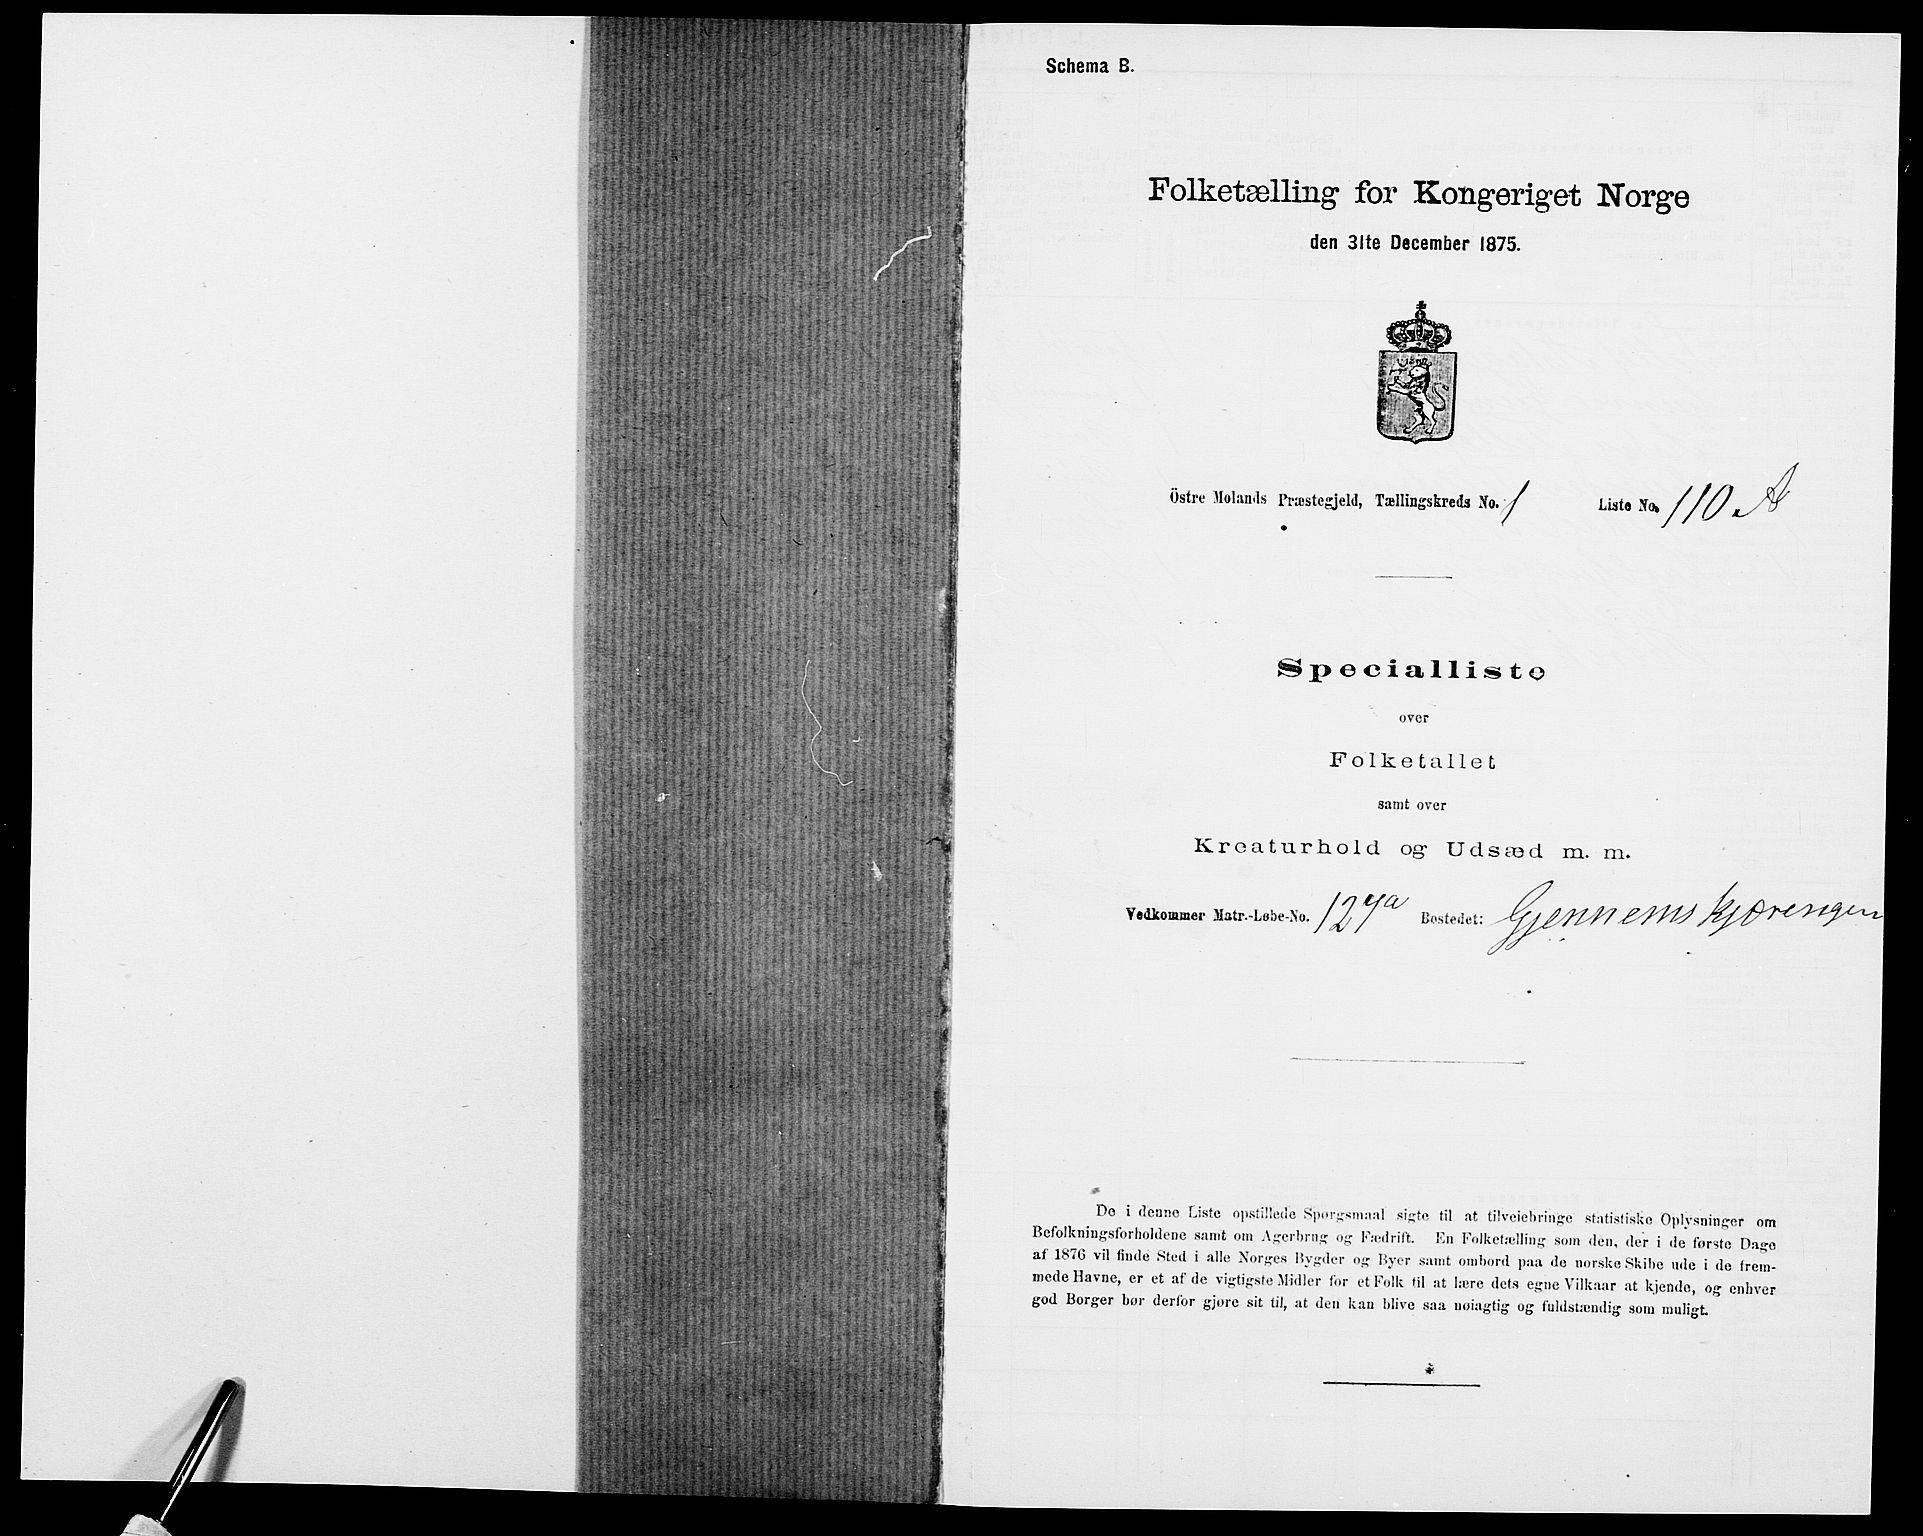 Schema B.
Folketælling for Kongeriget Norge
den 31te December 1875.
Östre Molands Præstegjeld, Tællingskreds No. 1 Liste No. 110 A
Specialliste
over
Folketallet
samt over
Kreaturhold og Udsæd m. m.
Vedkommer Matr.-Løbe-No. 127a Bostedet: Gjennemskjærengen
De i denne Liste opstillede Spørgsmaal sigte til at tilveiebringe statistiske Oplysninger om
Befolkningsforholdene samt om Agerbrug og Fædrift. En Folketælling som den, der i de første Dage
af 1876 vil finde Sted i alle Norges Bygder og Byer samt ombord paa de norske Skibe ude i de frem-
mede Havne, er et af de vigtigste Midler for et Folk til at lære dets egne Vilkaar at kjende, og enhver
god Borger bør derfor gjøre sit til, at den kan blive saa nøiagtig og fuldstændig som muligt.